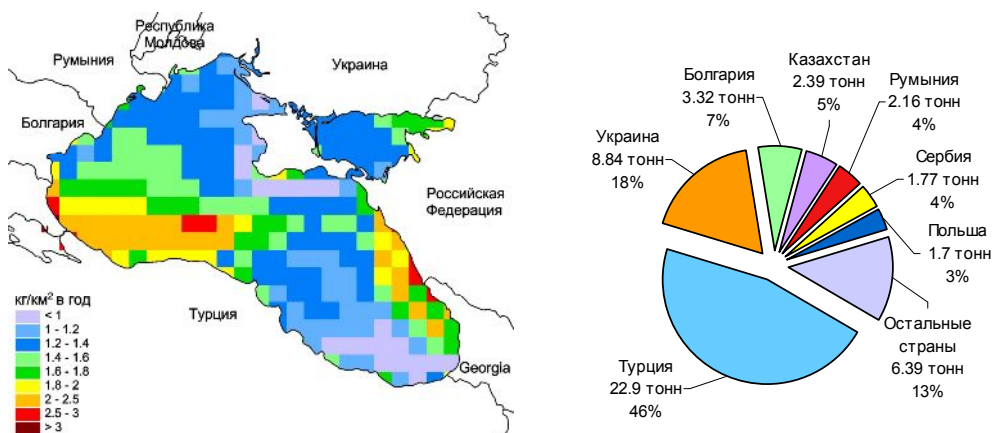 Республика
Молдова
Румыния
Украина
Болгария
Российская
Федерация
Турция
Georgia
кг/км² в год
< 1
1 - 1.2
1.2 - 1.4
1.4 - 1.6
1.6 - 1.8
1.8 - 2
2 - 2.5
2.5 - 3
> 3
Казахстан
2.39 тонн
5%
Болгария
3.32 тонн
7%
Румыния
2.16 тонн
4%
Украина
8.84 тонн
18%
Сербия
1.77 тонн
4%
Польша
1.7 тонн
3%
Остальные
страны
6.39 тонн
13%
Турция
22.9 тонн
46%